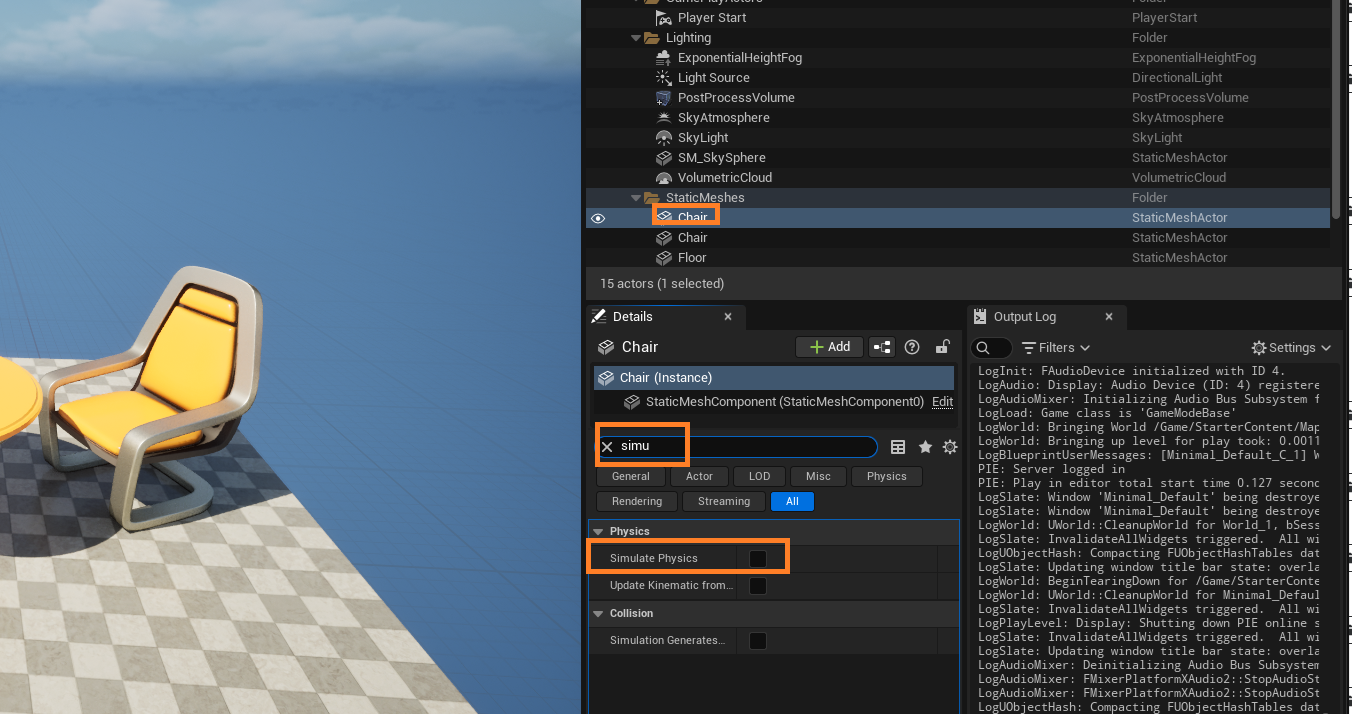 GamePlayActors Folder
Player Start PlayerStart
Lighting Folder
ExponentialHeightFog ExponentialHeightFog
Light Source DirectionalLight
PostProcessVolume PostProcessVolume
SkyAtmosphere SkyAtmosphere
SkyLight SkyLight
SM_SkySphere StaticMeshActor
VolumetricCloud VolumetricCloud
StaticMeshes Folder
Chair StaticMeshActor
Chair StaticMeshActor
Floor StaticMeshActor
15 actors (1 selected)
Details
Chair
Add
Chair (Instance)
StaticMeshComponent (StaticMeshComponent0) Edit
simu
General Actor LOD Misc Physics
Rendering Streaming All
Physics
Simulate Physics
Update Kinematic from...
Collision
Simulation Generates...
Output Log
Filters Settings
LogInit: FAudioDevice initialized with ID 4.
LogAudio: Display: Audio Device (ID: 4) registere
LogAudioMixer: Initializing Audio Bus Subsystem f
LogLoad: Game class is 'GameModeBase'
LogWorld: Bringing World /Game/StarterContent/Map
LogWorld: Bringing up level for play took: 0.0011
LogBlueprintUserMessages: [Minimal_Default_C_1] W
PIE: Server logged in
PIE: Play in editor total start time 0.127 second
LogSlate: Window 'Minimal_Default' being destroye
LogSlate: Window 'Minimal_Default' being destroye
LogWorld: UWorld::CleanupWorld for World_1, bSess
LogSlate: InvalidateAllWidgets triggered.  All wi
LogUObjectHash: Compacting FUObjectHashTables dat
LogSlate: Updating window title bar state: overla
LogWorld: BeginTearingDown for /Game/StarterConte
LogWorld: UWorld::CleanupWorld for Minimal_Defaul
LogSlate: InvalidateAllWidgets triggered.  All wi
LogPlayLevel: Display: Shutting down PIE online s
LogSlate: InvalidateAllWidgets triggered.  All wi
LogSlate: Updating window title bar state: overla
LogAudioMixer: Deinitializing Audio Bus Subsystem
LogAudioMixer: FMixerPlatformXAudio2::StopAudioSt
LogAudioMixer: FMixerPlatformXAudio2::StopAudioSt
LogUObjectHash: Compacting FUObjectHashTables dat